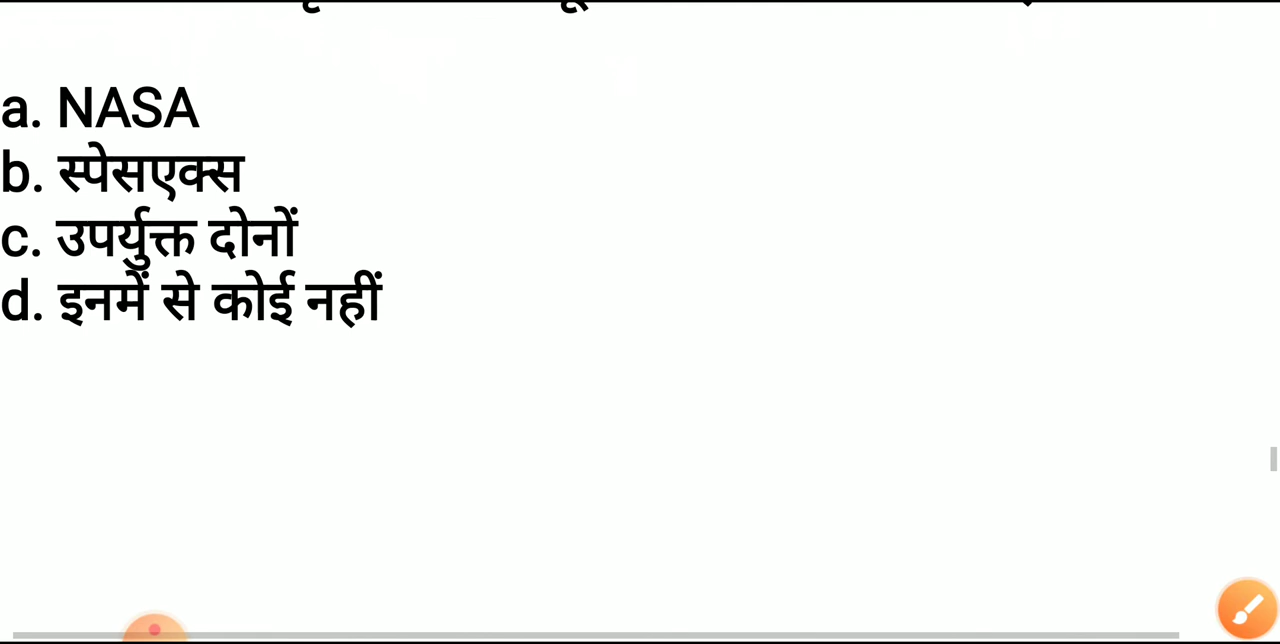 a. NASA
b. स्पेसएक्स
c. उपर्युक्त दोनों
d. इनमें से कोई नहीं